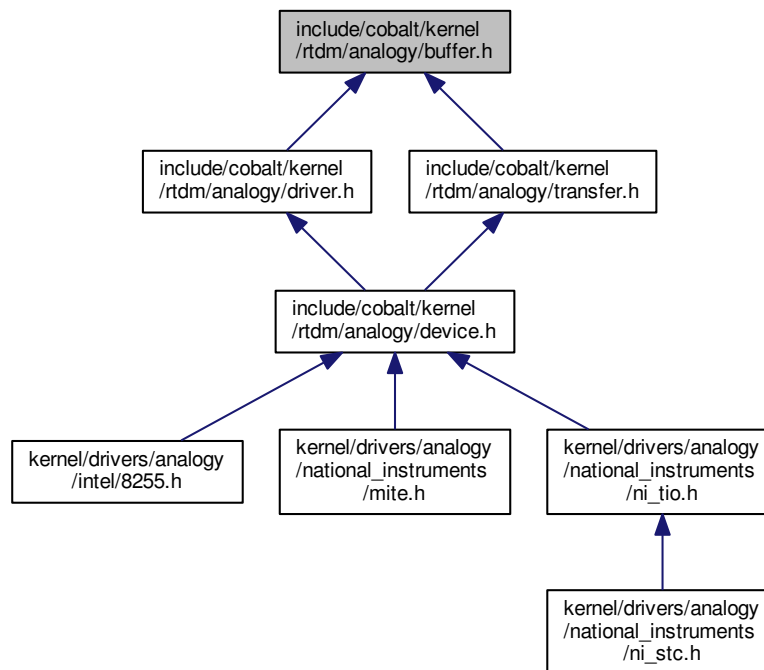 include/cobalt/kernel
/rtdm/analogy/buffer.h
include/cobalt/kernel
/rtdm/analogy/driver.h
include/cobalt/kernel
/rtdm/analogy/transfer.h
include/cobalt/kernel
/rtdm/analogy/device.h
kernel/drivers/analogy
/intel/8255.h
kernel/drivers/analogy
/national_instruments
/mite.h
kernel/drivers/analogy
/national_instruments
/ni_tio.h
kernel/drivers/analogy
/national_instruments
/ni_stc.h